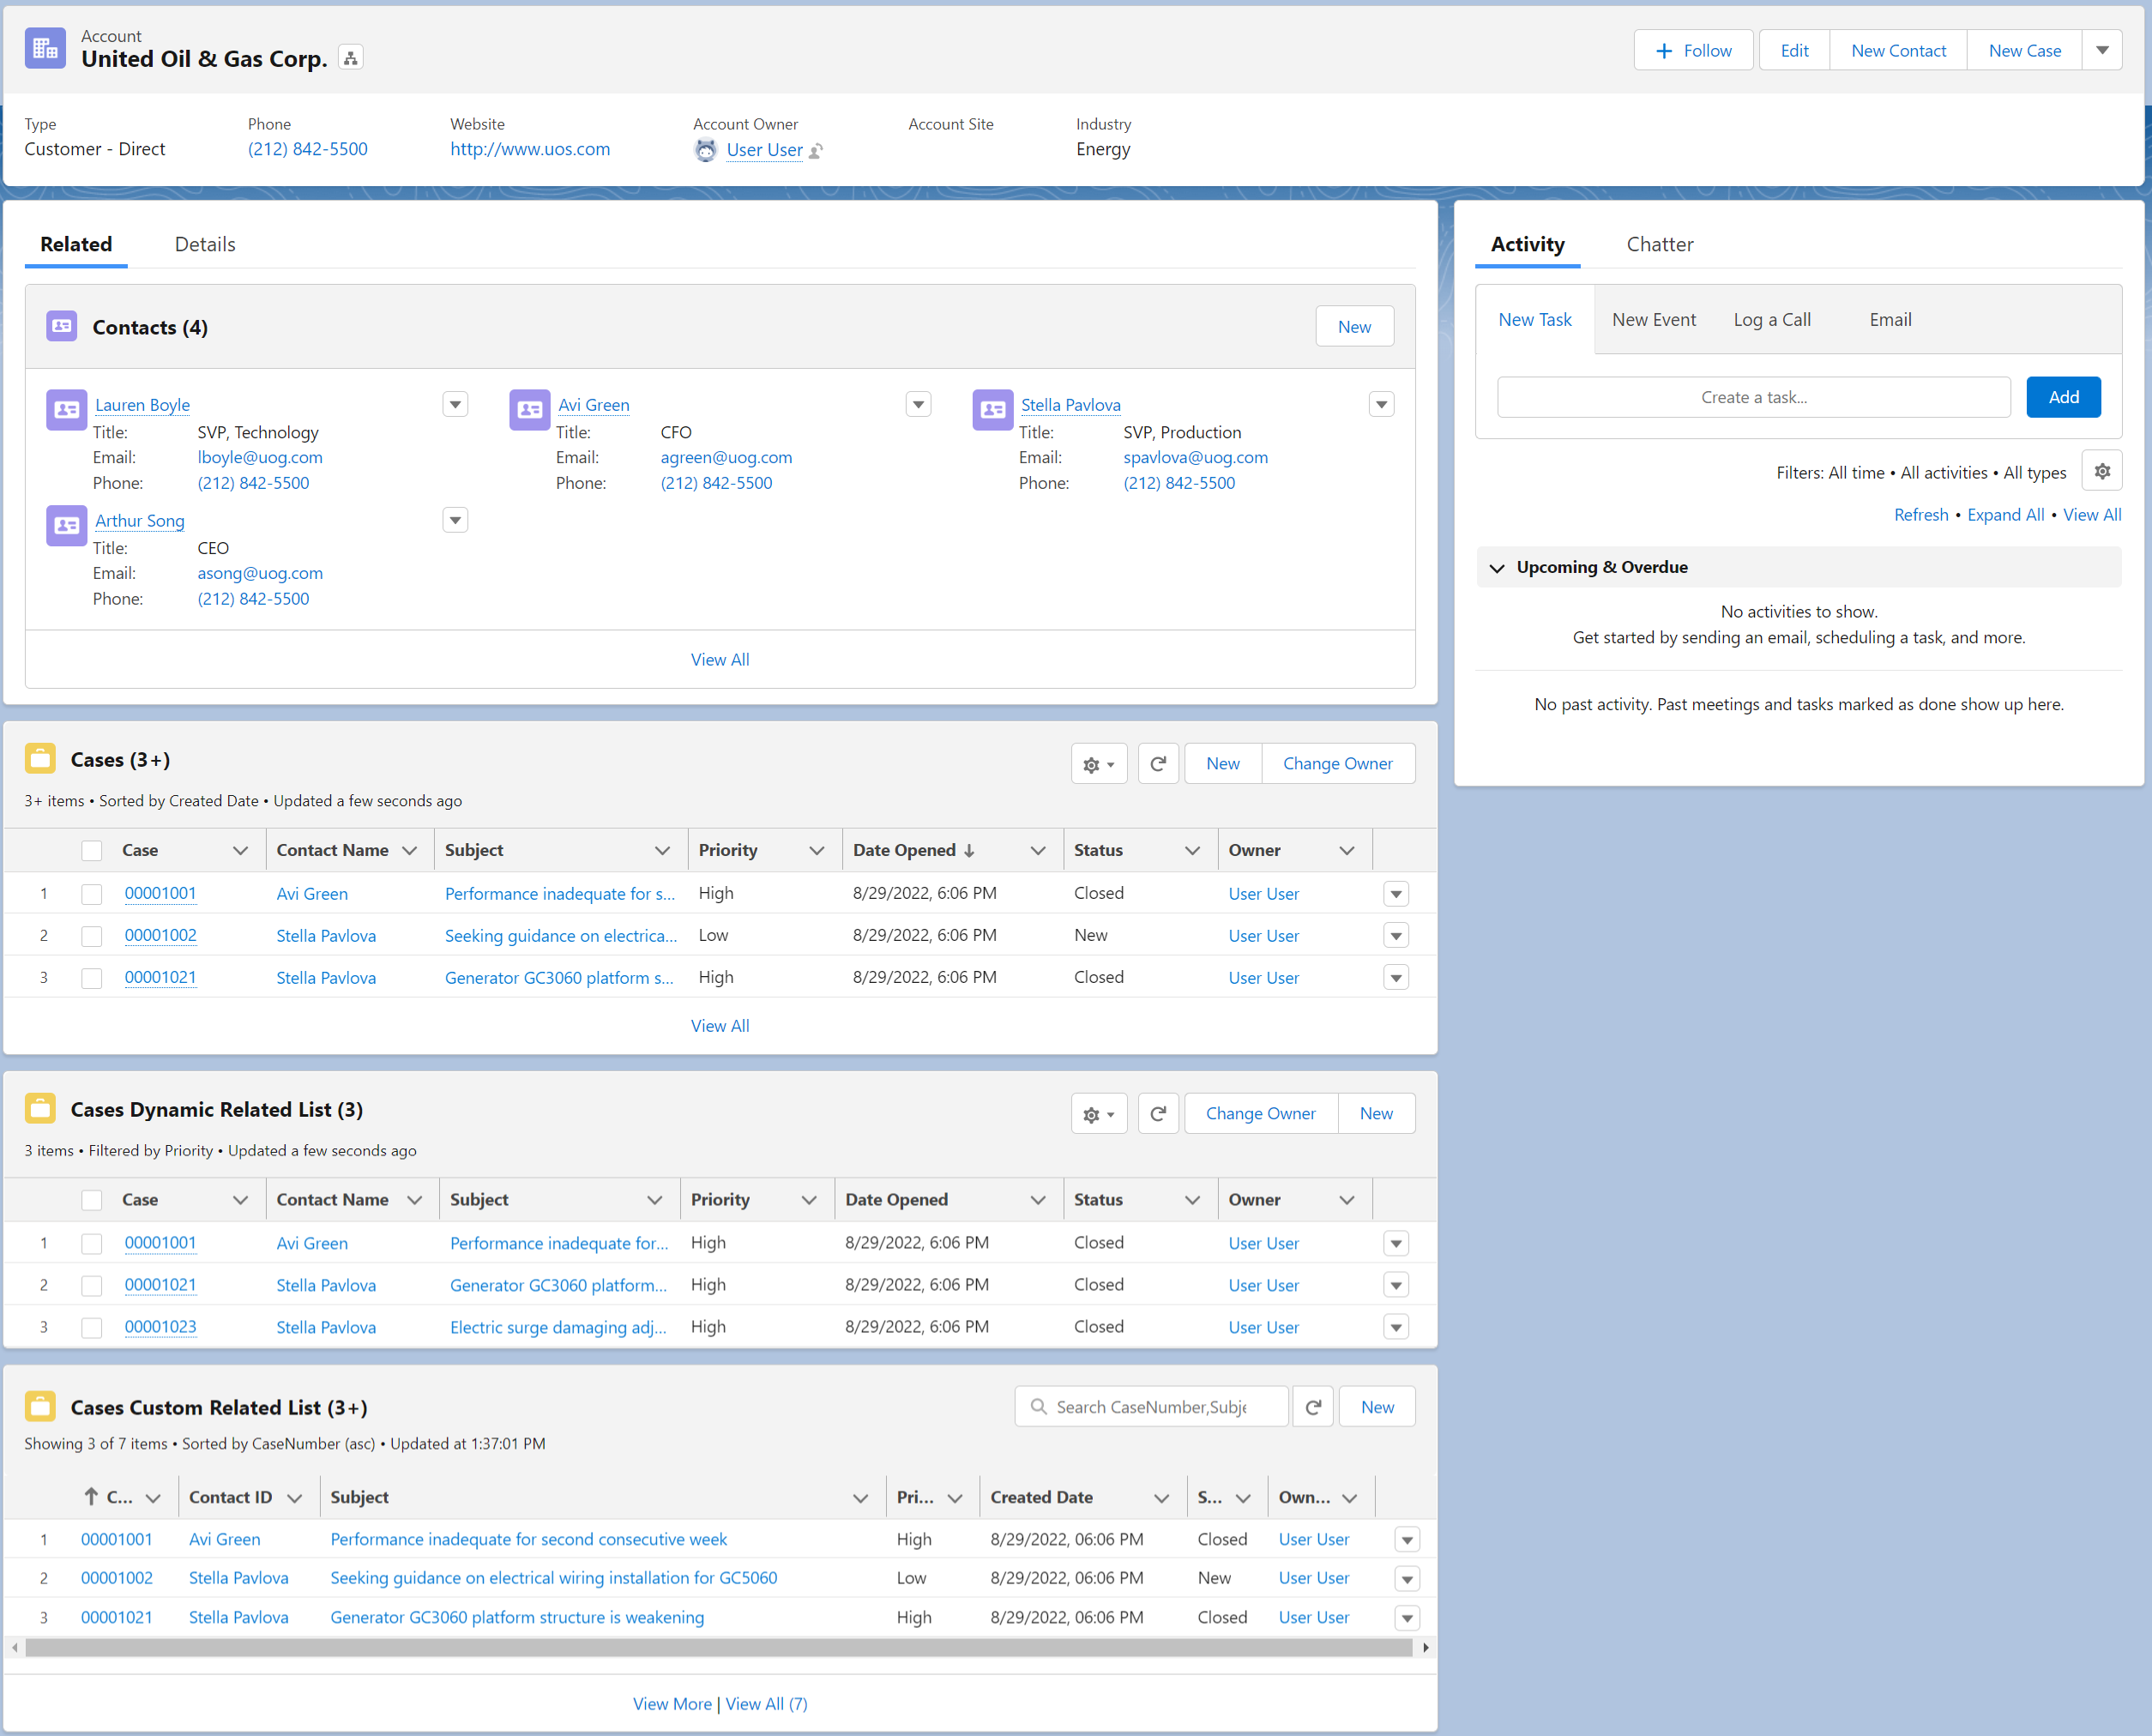 Account
United Oil & Gas Corp.
Follow Edit New Contact New Case
Type Phone Website Account Owner Account Site Industry
Customer - Direct (212) 842-5500 http://www.uos.com User User Energy
Related Details
Contacts (4) New
Lauren Boyle Avi Green Stella Pavlova
Title: SVP, Technology Title: CFO Title: SVP, Production
Email: lboyle@uog.com Email: agreen@uog.com Email: spavlova@uog.com
Phone: (212) 842-5500 Phone: (212) 842-5500 Phone: (212) 842-5500
Arthur Song
Title: CEO
Email: asong@uog.com
Phone: (212) 842-5500
View All
Activity Chatter
New Task New Event Log a Call Email
Create a task... Add
Filters: All time • All activities • All types
Refresh • Expand All • View All
Upcoming & Overdue
No activities to show.
Get started by sending an email, scheduling a task, and more.
No past activity. Past meetings and tasks marked as done show up here.
Cases (3+) New Change Owner
3+ items • Sorted by Created Date • Updated a few seconds ago
Case Contact Name Subject Priority Date Opened Status Owner
1 00001001 Avi Green Performance inadequate for s... High 8/29/2022, 6:06 PM Closed User User
2 00001002 Stella Pavlova Seeking guidance on electrica... Low 8/29/2022, 6:06 PM New User User
3 00001021 Stella Pavlova Generator GC3060 platform s... High 8/29/2022, 6:06 PM Closed User User
View All
Cases Dynamic Related List (3) Change Owner New
3 items • Filtered by Priority • Updated a few seconds ago
Case Contact Name Subject Priority Date Opened Status Owner
1 00001001 Avi Green Performance inadequate for... High 8/29/2022, 6:06 PM Closed User User
2 00001021 Stella Pavlova Generator GC3060 platform... High 8/29/2022, 6:06 PM Closed User User
3 00001023 Stella Pavlova Electric surge damaging adj... High 8/29/2022, 6:06 PM Closed User User
Cases Custom Related List (3+) Search CaseNumber,Subje New
Showing 3 of 7 items • Sorted by CaseNumber (asc) • Updated at 1:37:01 PM
C... Contact ID Subject Pri... Created Date S... Own...
1 00001001 Avi Green Performance inadequate for second consecutive week High 8/29/2022, 06:06 PM Closed User User
2 00001002 Stella Pavlova Seeking guidance on electrical wiring installation for GC5060 Low 8/29/2022, 06:06 PM New User User
3 00001021 Stella Pavlova Generator GC3060 platform structure is weakening High 8/29/2022, 06:06 PM Closed User User
View More | View All (7)